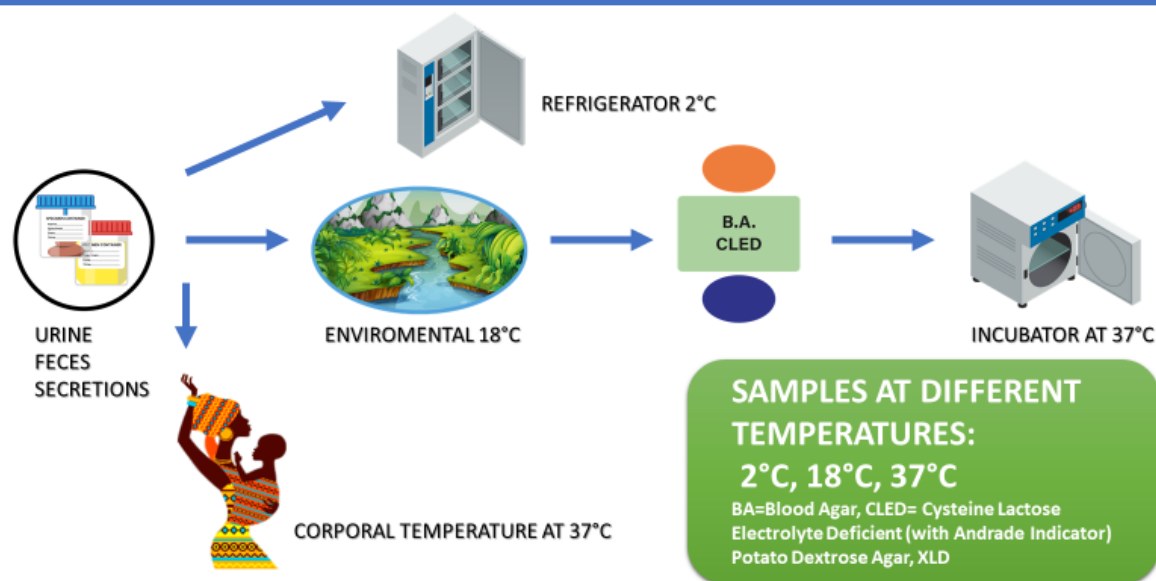 REFRIGERATOR 2°C
B.A.
CLED
URINE
FECES
SECRETIONS
ENVIROMENTAL 18°C
INCUBATOR AT 37°C
CORPORAL TEMPERATURE AT 37°C
SAMPLES AT DIFFERENT
TEMPERATURES:
2°C, 18°C, 37°C
BA=Blood Agar, CLED= Cysteine Lactose
Electrolyte Deficient (with Andrade Indicator)
Potato Dextrose Agar, XLD